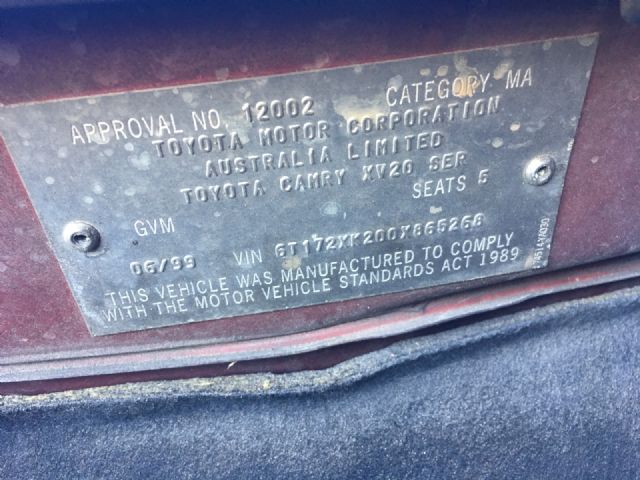 APPROVAL NO. 12002 CATEGORY MA
TOYOTA MOTOR CORPORATION
AUSTRALIA LIMITED
TOYOTA CAMRY XV20 SER
SEATS 5
GVM
06/99 VIN 6T172XK200X865268
THIS VEHICLE WAS MANUFACTURED TO COMPLY
WITH THE MOTOR VEHICLE STANDARDS ACT 1989